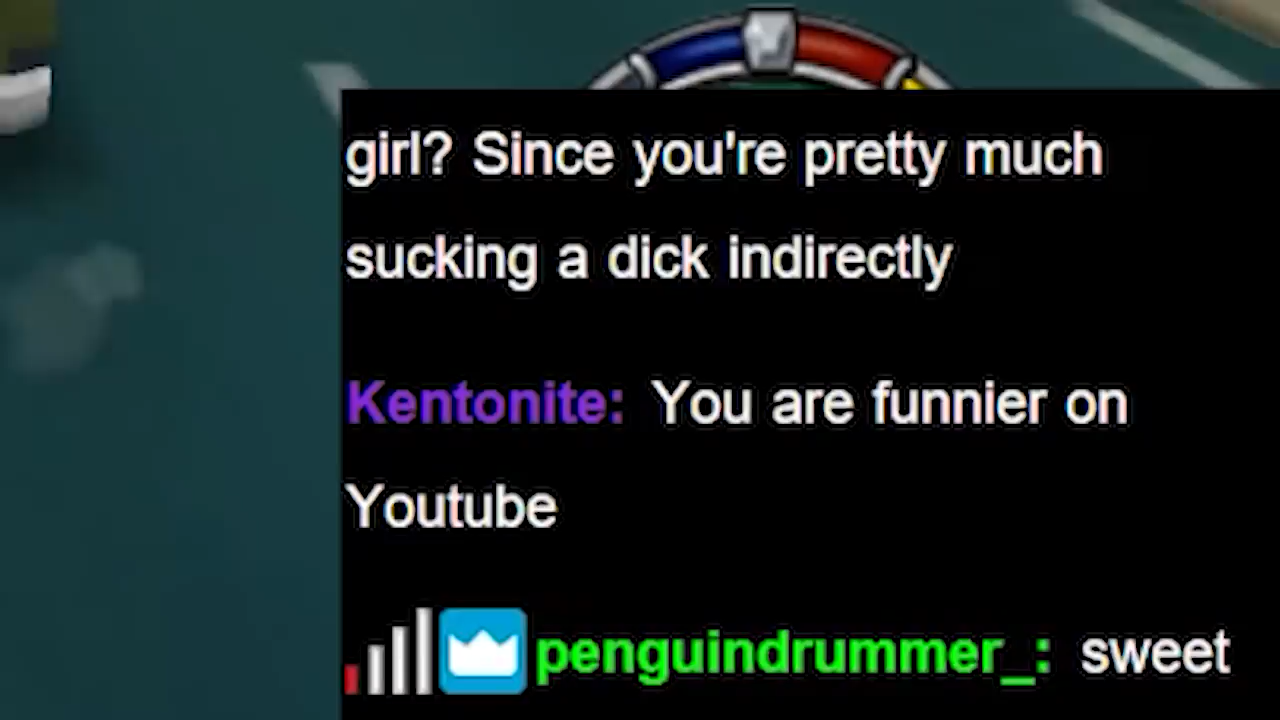 girl? Since you're pretty much
sucking a dick indirectly
Kentonite: You are funnier on
Youtube
penguindrummer_: sweet